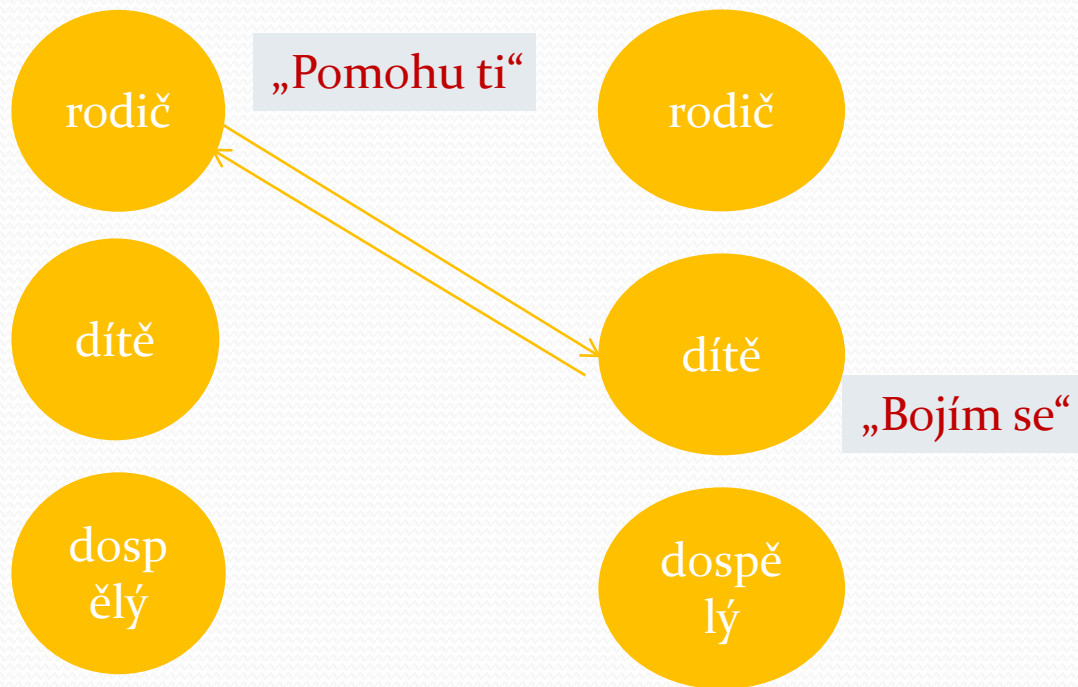 rodič
„Pomohu ti“
rodič
dítě
dítě
„Bojím se“
dosp
ělý
dospě
lý